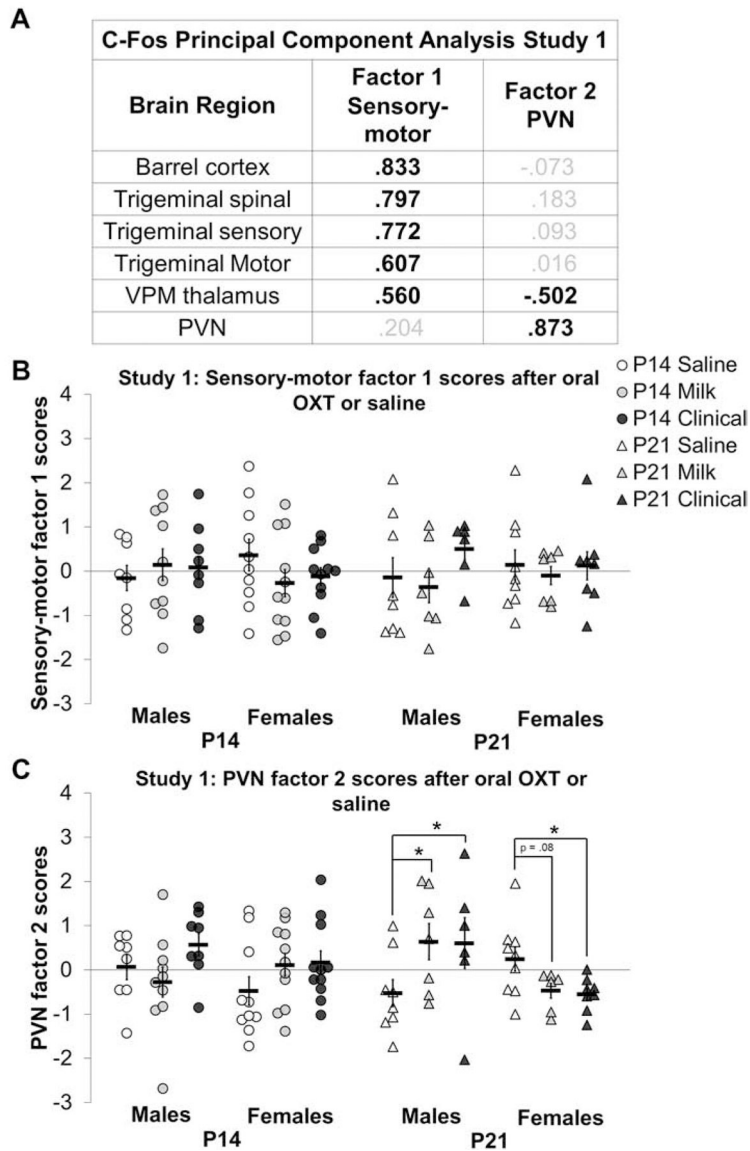 A
C-Fos Principal Component Analysis Study 1
Brain Region
Factor 1
Sensory-
motor
Factor 2
PVN
Barrel cortex .833 -.073
Trigeminal spinal .797 .183
Trigeminal sensory .772 .093
Trigeminal Motor .607 .016
VPM thalamus .560 -.502
PVN .204 .873
B
Study 1: Sensory-motor factor 1 scores after oral
OXT or saline
P14 Saline
P14 Milk
P14 Clinical
P21 Saline
P21 Milk
P21 Clinical
Sensory-motor factor 1 scores
4
3
2
1
0
-1
-2
-3
Males Females Males Females
P14 P21
C
Study 1: PVN factor 2 scores after oral OXT or
saline
PVN factor 2 scores
4
3
2
1
0
-1
-2
-3
*
*
*
p = .08
Males Females Males Females
P14 P21